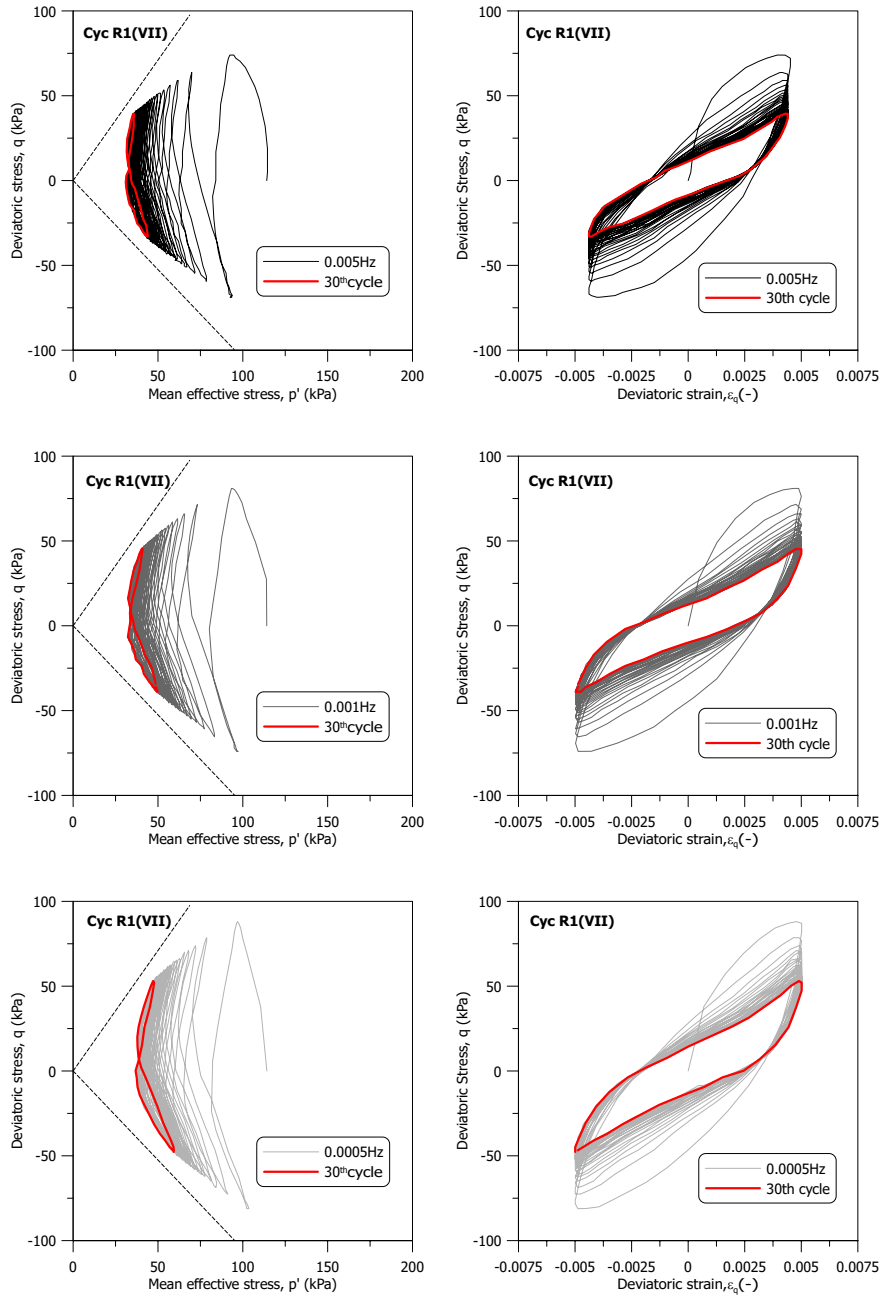 Cyc R1(VII)
Deviatoric stress, q (kPa)
100
50
0
-50
-100
0.005Hz
30thcycle
0
50
100
150
200
Mean effective stress, p' (kPa)
Cyc R1(VII)
Deviatoric Stress, q (kPa)
100
50
0
-50
-100
0.005Hz
30th cycle
-0.0075
-0.005
-0.0025
0
0.0025
0.005
0.0075
Deviatoric strain,εq(-)
Cyc R1(VII)
Deviatoric stress, q (kPa)
100
50
0
-50
-100
0.001Hz
30thcycle
0
50
100
150
200
Mean effective stress, p' (kPa)
Cyc R1(VII)
Deviatoric Stress, q (kPa)
100
50
0
-50
-100
0.001Hz
30th cycle
-0.0075
-0.005
-0.0025
0
0.0025
0.005
0.0075
Deviatoric strain,εq(-)
Cyc R1(VII)
Deviatoric stress, q (kPa)
100
50
0
-50
-100
0.0005Hz
30thcycle
0
50
100
150
200
Mean effective stress, p' (kPa)
Cyc R1(VII)
Deviatoric Stress, q (kPa)
100
50
0
-50
-100
0.0005Hz
30th cycle
-0.0075
-0.005
-0.0025
0
0.0025
0.005
0.0075
Deviatoric strain,εq(-)